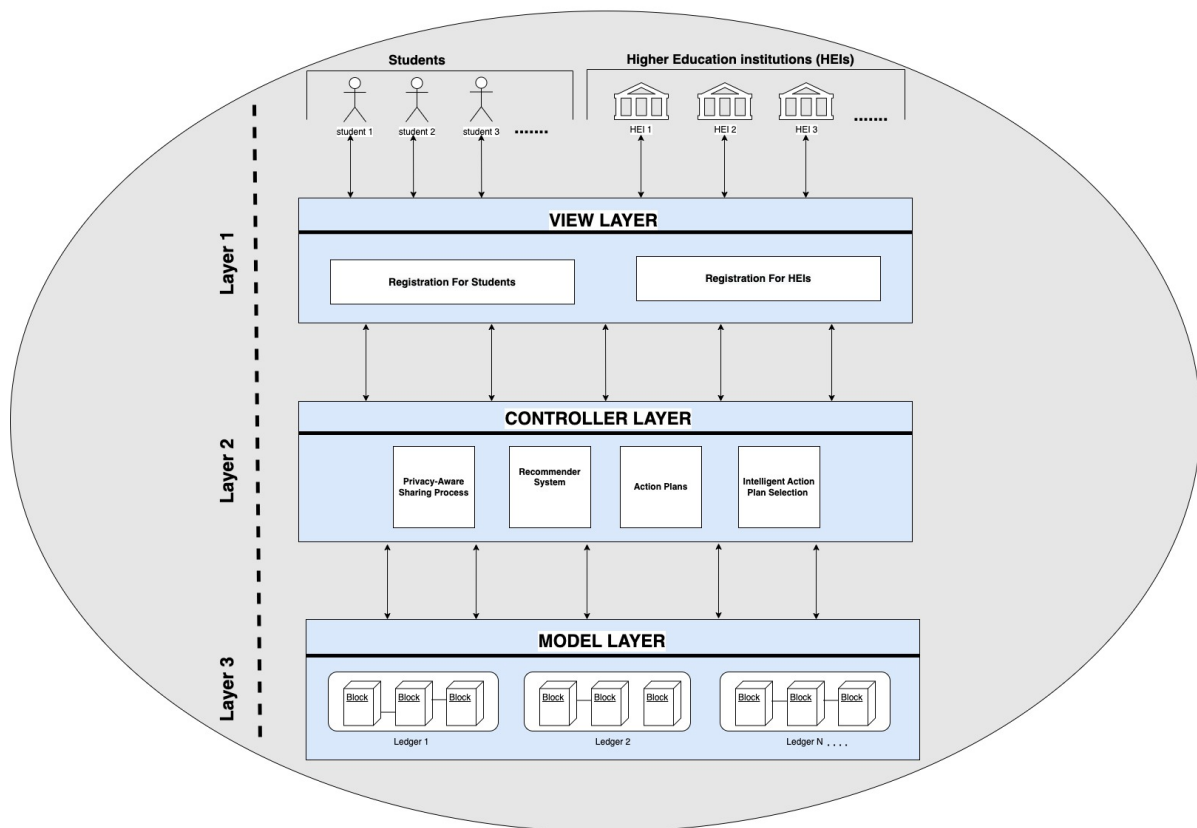 Students
Higher Education institutions (HEIs)
student 1
student 2
student 3
.......
HEI 1
HEI 2
HEI 3
.......
Layer 1
VIEW LAYER
Registration For Students
Registration For HEIs
Layer 2
CONTROLLER LAYER
Privacy-Aware
Sharing Process
Recommender
System
Action Plans
Intelligent Action
Plan Selection
Layer 3
MODEL LAYER
Block
Block
Block
Block
Block
Block
Block
Block
Block
Ledger 1
Ledger 2
Ledger N . . . .